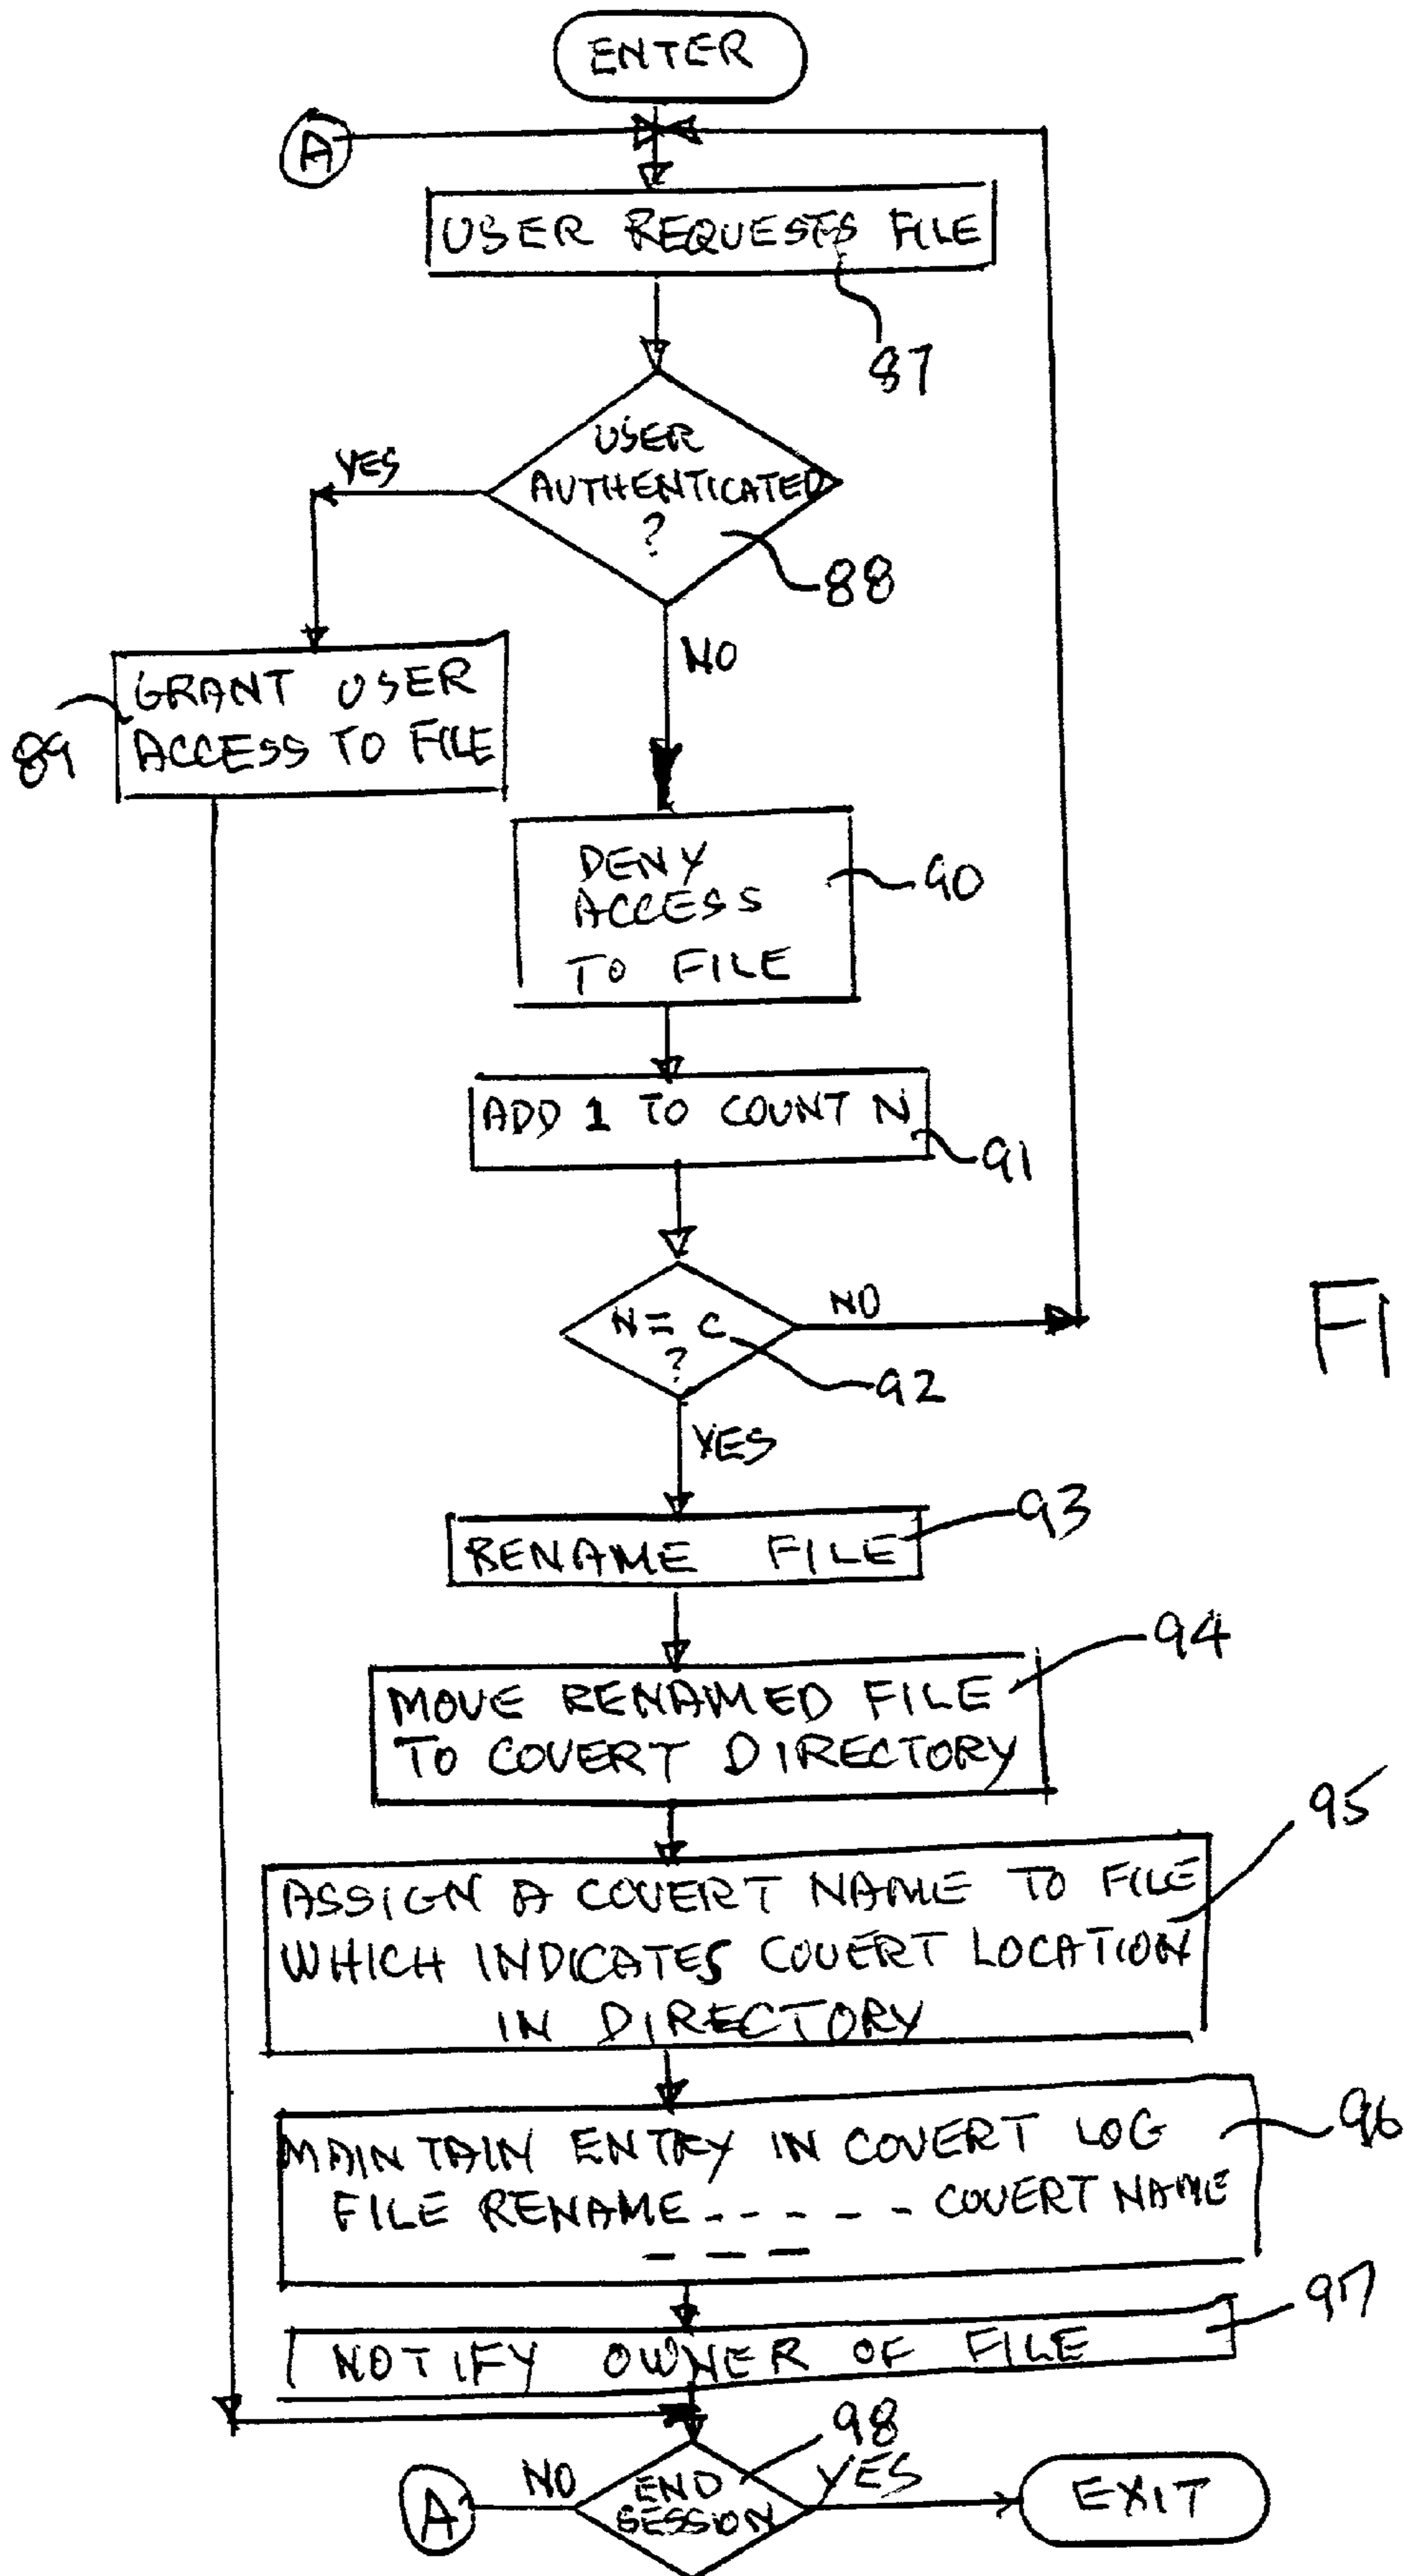 ENTER
A
USER REQUESTS FILE
87
USER
AUTHENTICATED
?
88
YES
NO
GRANT USER
ACCESS TO FILE
89
DENY
ACCESS
TO FILE
90
ADD 1 TO COUNT N
91
N = C
?
92
NO
YES
RENAME FILE
93
MOVE RENAMED FILE
TO COVERT DIRECTORY
94
ASSIGN A COVERT NAME TO FILE
WHICH INDICATES COVERT LOCATION
IN DIRECTORY
95
MAINTAIN ENTRY IN COVERT LOG
FILE RENAME - - - - - COVERT NAME
- - -
96
NOTIFY OWNER OF FILE
97
END
SESSION
98
NO
A
YES
EXIT
FI